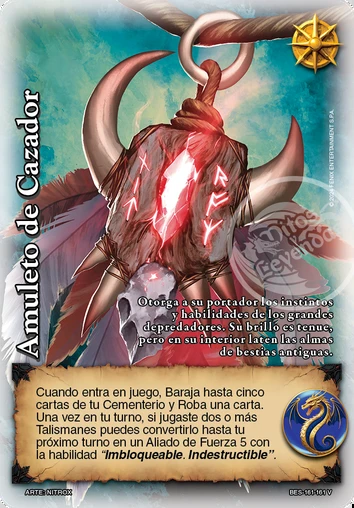 Amuleto de Cazador
Otorga a su portador los instintos
y habilidades de los grandes
depredadores. Su brillo es tenue,
pero en su interior laten las almas
de bestias antiguas.
Cuando entra en juego, Baraja hasta cinco
cartas de tu Cementerio y Roba una carta.
Una vez en tu turno, si jugaste dos o más
Talismanes puedes convertirlo hasta tu
próximo turno en un Aliado de Fuerza 5 con
la habilidad “Imbloqueable. Indestructible”.
ARTE: NITROX
BES-161-161 V
Mitos
Leyendas